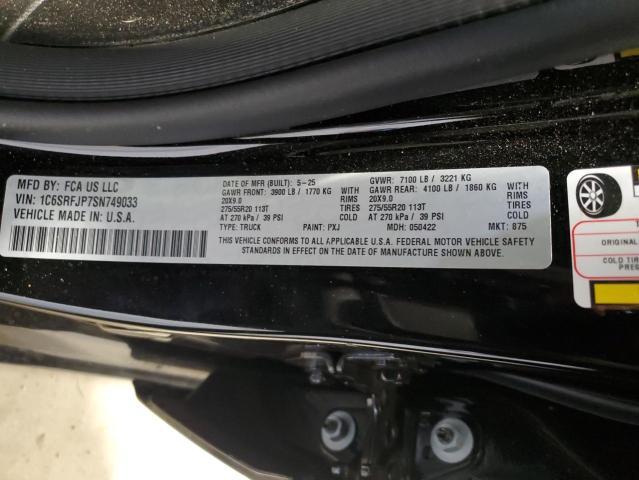 MFD BY: FCA US LLC
VIN: 1C6SRFJP7SN749033
VEHICLE MADE IN U.S.A.
DATE OF MFR (BUILT): 5-25
GAWR FRONT: 3900 LB / 1770 KG
20X9.0 RIMS
275/55R20 113T TIRES
AT 270 kPa / 39 PSI
TYPE: TRUCK
PAINT: PXJ
GVWR: 7100 LB / 3221 KG
GAWR REAR: 4100 LB / 1860 KG
20X9.0 WITH RIMS
275/55R20 113T TIRES
AT 270 kPa / 39 PSI COLD
MDH: 050422
MKT: 875
THIS VEHICLE CONFORMS TO ALL APPLICABLE U.S.A. FEDERAL MOTOR VEHICLE SAFETY
STANDARDS IN EFFECT ON THE DATE OF MANUFACTURE SHOWN ABOVE.
ORIGINAL
COLD